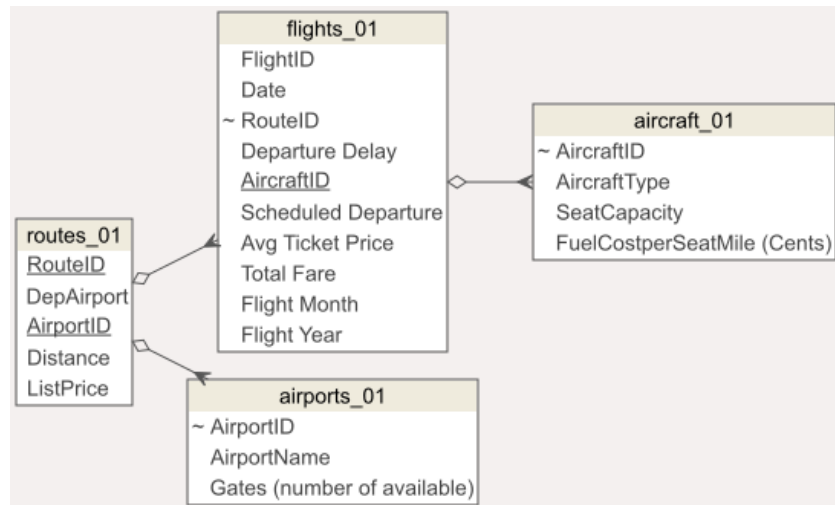 flights_01
FlightID
Date
~ RouteID
Departure Delay
AircraftID
Scheduled Departure
Avg Ticket Price
Total Fare
Flight Month
Flight Year
aircraft_01
~ AircraftID
AircraftType
SeatCapacity
FuelCostperSeatMile (Cents)
routes_01
RouteID
DepAirport
AirportID
Distance
ListPrice
airports_01
~ AirportID
AirportName
Gates (number of available)